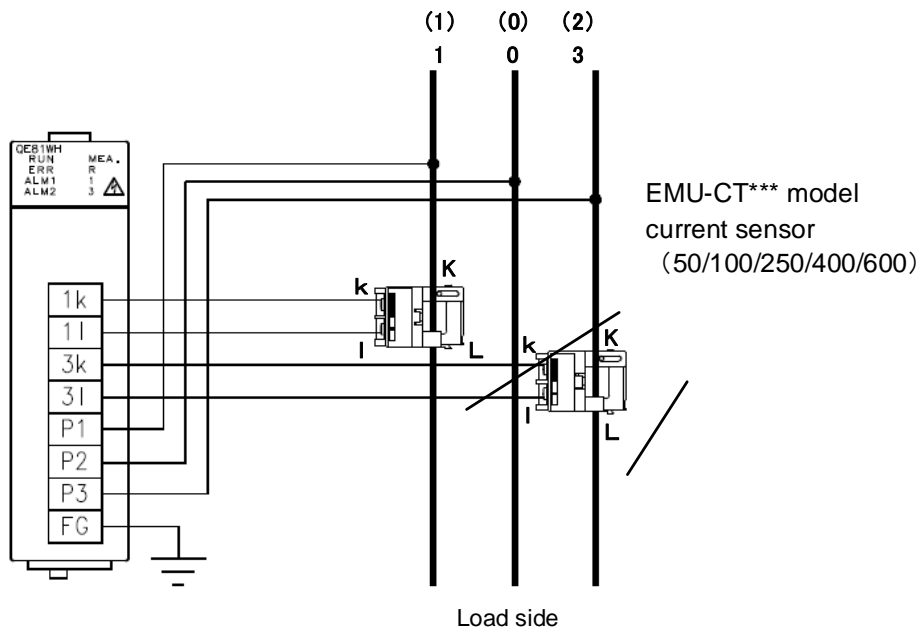 (1) (0) (2)
1 0 3
QE81WH
RUN MEA.
ERR R
ALM1 1
ALM2 3
EMU-CT*** model
current sensor
（50/100/250/400/600）
K
k
l
L
K
k
l
L
1k
1l
3k
3l
P1
P2
P3
FG
Load side